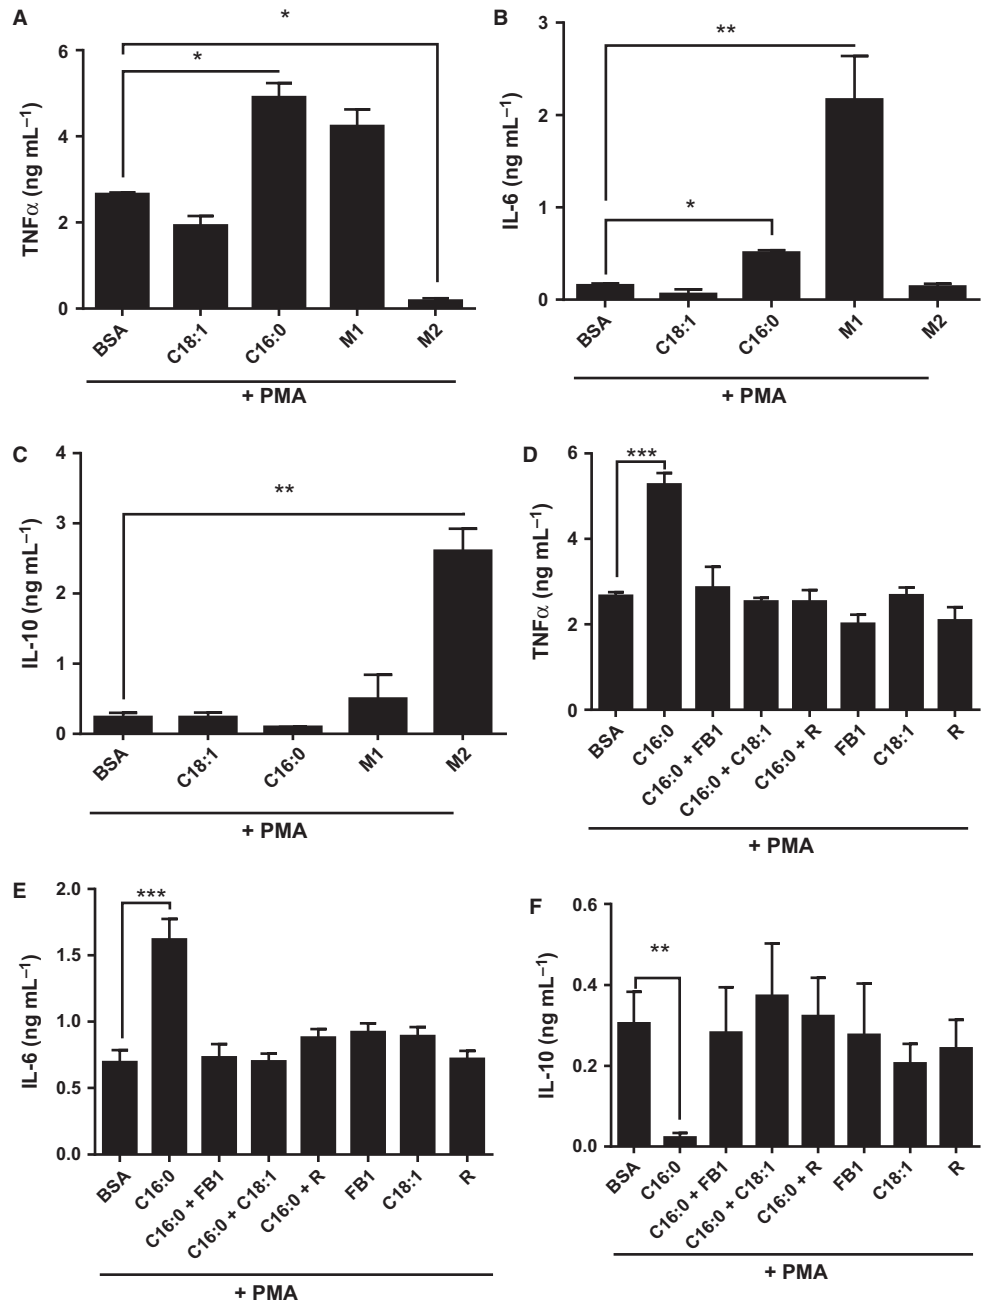 A
*
*
6
4
2
0
TNFα (ng mL⁻¹)
BSA
C18:1
C16:0
M1
M2
+ PMA
B
**
*
3
2
1
0
IL-6 (ng mL⁻¹)
BSA
C18:1
C16:0
M1
M2
+ PMA
C
**
4
3
2
1
0
IL-10 (ng mL⁻¹)
BSA
C18:1
C16:0
M1
M2
+ PMA
D
***
6
4
2
0
TNFα (ng mL⁻¹)
BSA
C16:0
C16:0 + FB1
C16:0 + C18:1
C16:0 + R
FB1
C18:1
R
+ PMA
E
***
2.0
1.5
1.0
0.5
0.0
IL-6 (ng mL⁻¹)
BSA
C16:0
C16:0 + FB1
C16:0 + C18:1
C16:0 + R
FB1
C18:1
R
+ PMA
F
**
0.6
0.4
0.2
0.0
IL-10 (ng mL⁻¹)
BSA
C16:0
C16:0 + FB1
C16:0 + C18:1
C16:0 + R
FB1
C18:1
R
+ PMA